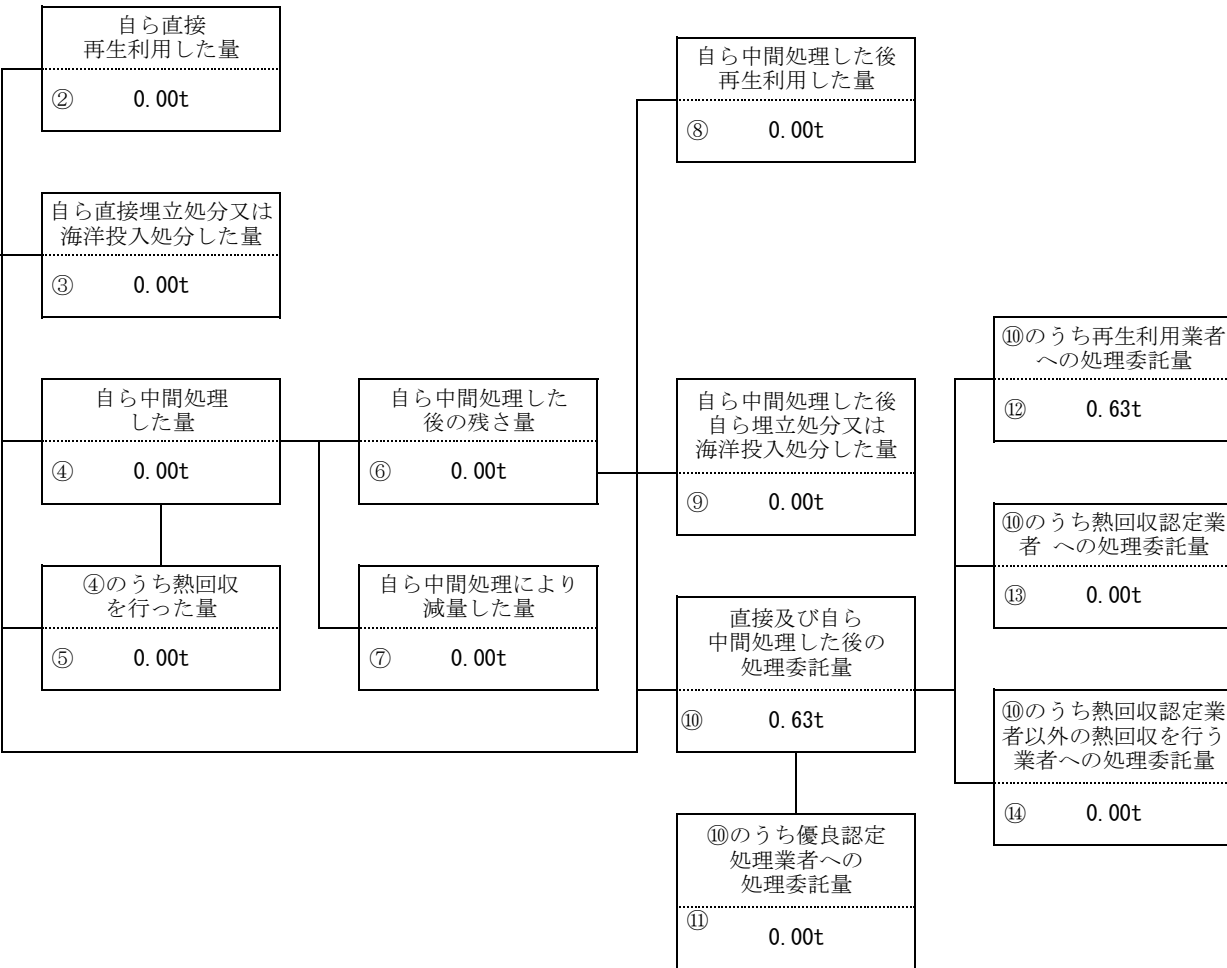 自ら直接
再生利用した量
② 0.00t
自ら直接埋立処分又は
海洋投入処分した量
③ 0.00t
自ら中間処理
した量
④ 0.00t
④のうち熱回収
を行った量
⑤ 0.00t
自ら中間処理した
後の残さ量
⑥ 0.00t
自ら中間処理により
減量した量
⑦ 0.00t
自ら中間処理した後
再生利用した量
⑧ 0.00t
自ら中間処理した後
自ら埋立処分又は
海洋投入処分した量
⑨ 0.00t
直接及び自ら
中間処理した後の
処理委託量
⑩ 0.63t
⑩のうち優良認定
処理業者への
処理委託量
⑪ 0.00t
⑩のうち再生利用業者
への処理委託量
⑫ 0.63t
⑩のうち熱回収認定業
者 への処理委託量
⑬ 0.00t
⑩のうち熱回収認定業
者以外の熱回収を行う
業者への処理委託量
⑭ 0.00t